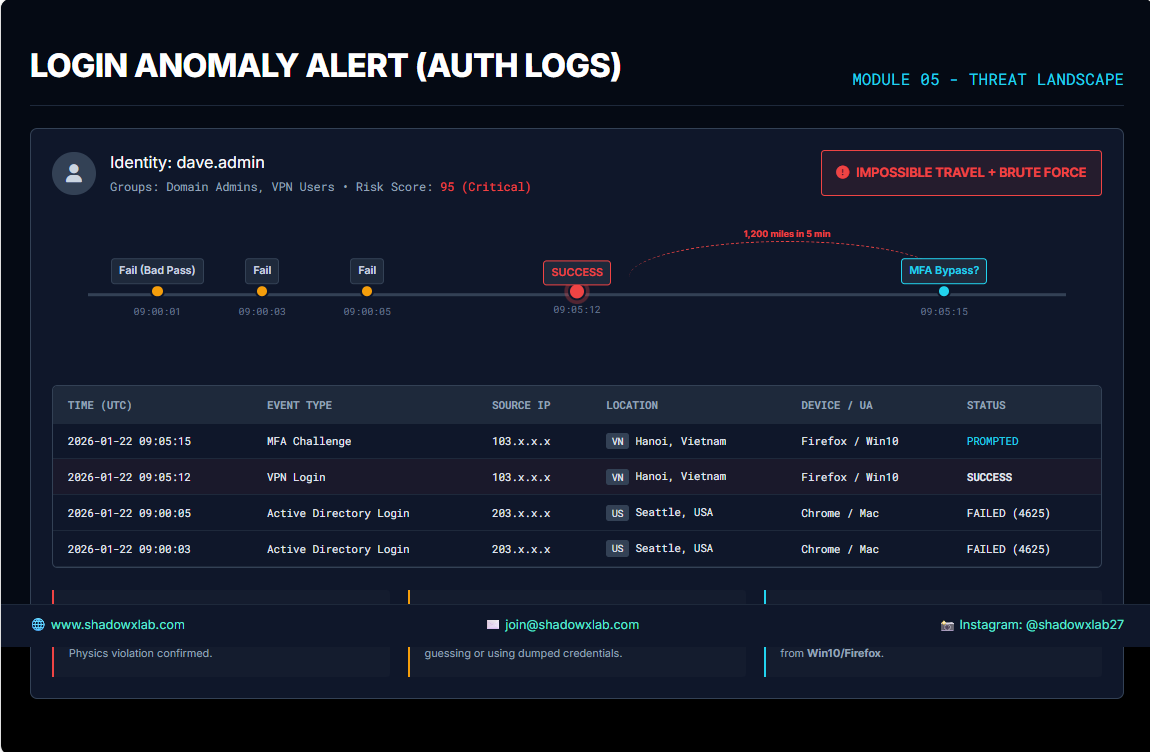 LOGIN ANOMALY ALERT (AUTH LOGS)
MODULE 05 - THREAT LANDSCAPE
Identity: dave.admin
Groups: Domain Admins, VPN Users • Risk Score: 95 (Critical)
IMPOSSIBLE TRAVEL + BRUTE FORCE
1,200 miles in 5 min
Fail (Bad Pass)
Fail
Fail
SUCCESS
MFA Bypass?
09:00:01
09:00:03
09:00:05
09:05:12
09:05:15
TIME (UTC) EVENT TYPE SOURCE IP LOCATION DEVICE / UA STATUS
2026-01-22 09:05:15 MFA Challenge 103.x.x.x VN Hanoi, Vietnam Firefox / Win10 PROMPTED
2026-01-22 09:05:12 VPN Login 103.x.x.x VN Hanoi, Vietnam Firefox / Win10 SUCCESS
2026-01-22 09:00:05 Active Directory Login 203.x.x.x US Seattle, USA Chrome / Mac FAILED (4625)
2026-01-22 09:00:03 Active Directory Login 203.x.x.x US Seattle, USA Chrome / Mac FAILED (4625)
www.shadowxlab.com
join@shadowxlab.com
Instagram: @shadowxlab27
Physics violation confirmed.
guessing or using dumped credentials.
from Win10/Firefox.